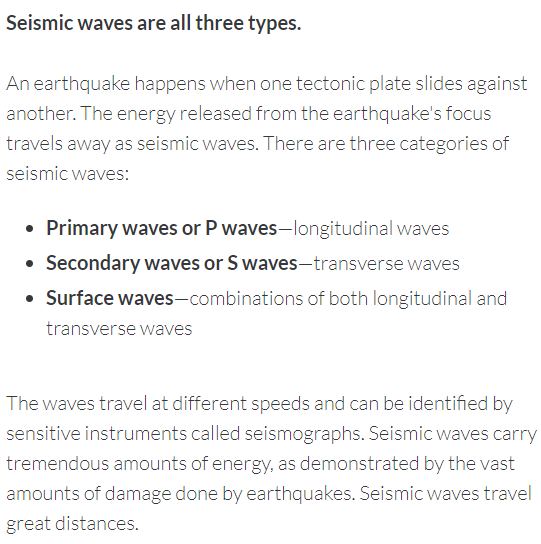 Seismic waves are all three types.
An earthquake happens when one tectonic plate slides against
another. The energy released from the earthquake's focus
travels away as seismic waves. There are three categories of
seismic waves:
• Primary waves or P waves—longitudinal waves
• Secondary waves or S waves—transverse waves
• Surface waves—combinations of both longitudinal and
transverse waves
The waves travel at different speeds and can be identified by
sensitive instruments called seismographs. Seismic waves carry
tremendous amounts of energy, as demonstrated by the vast
amounts of damage done by earthquakes. Seismic waves travel
great distances.